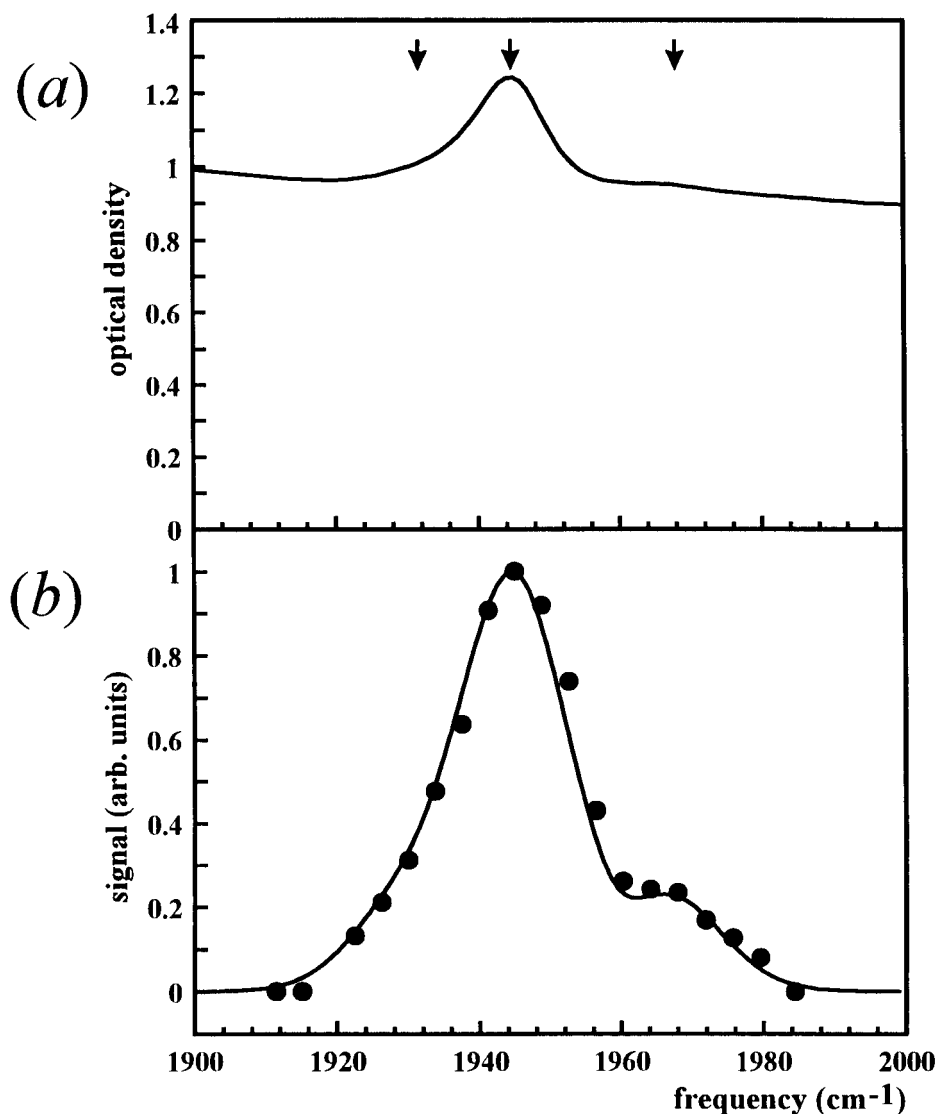 (a)
optical density
1.4
1.2
1
0.8
0.6
0.4
0.2
0
(b)
signal (arb. units)
1
0.8
0.6
0.4
0.2
0
1900 1920 1940 1960 1980 2000
frequency (cm-1)